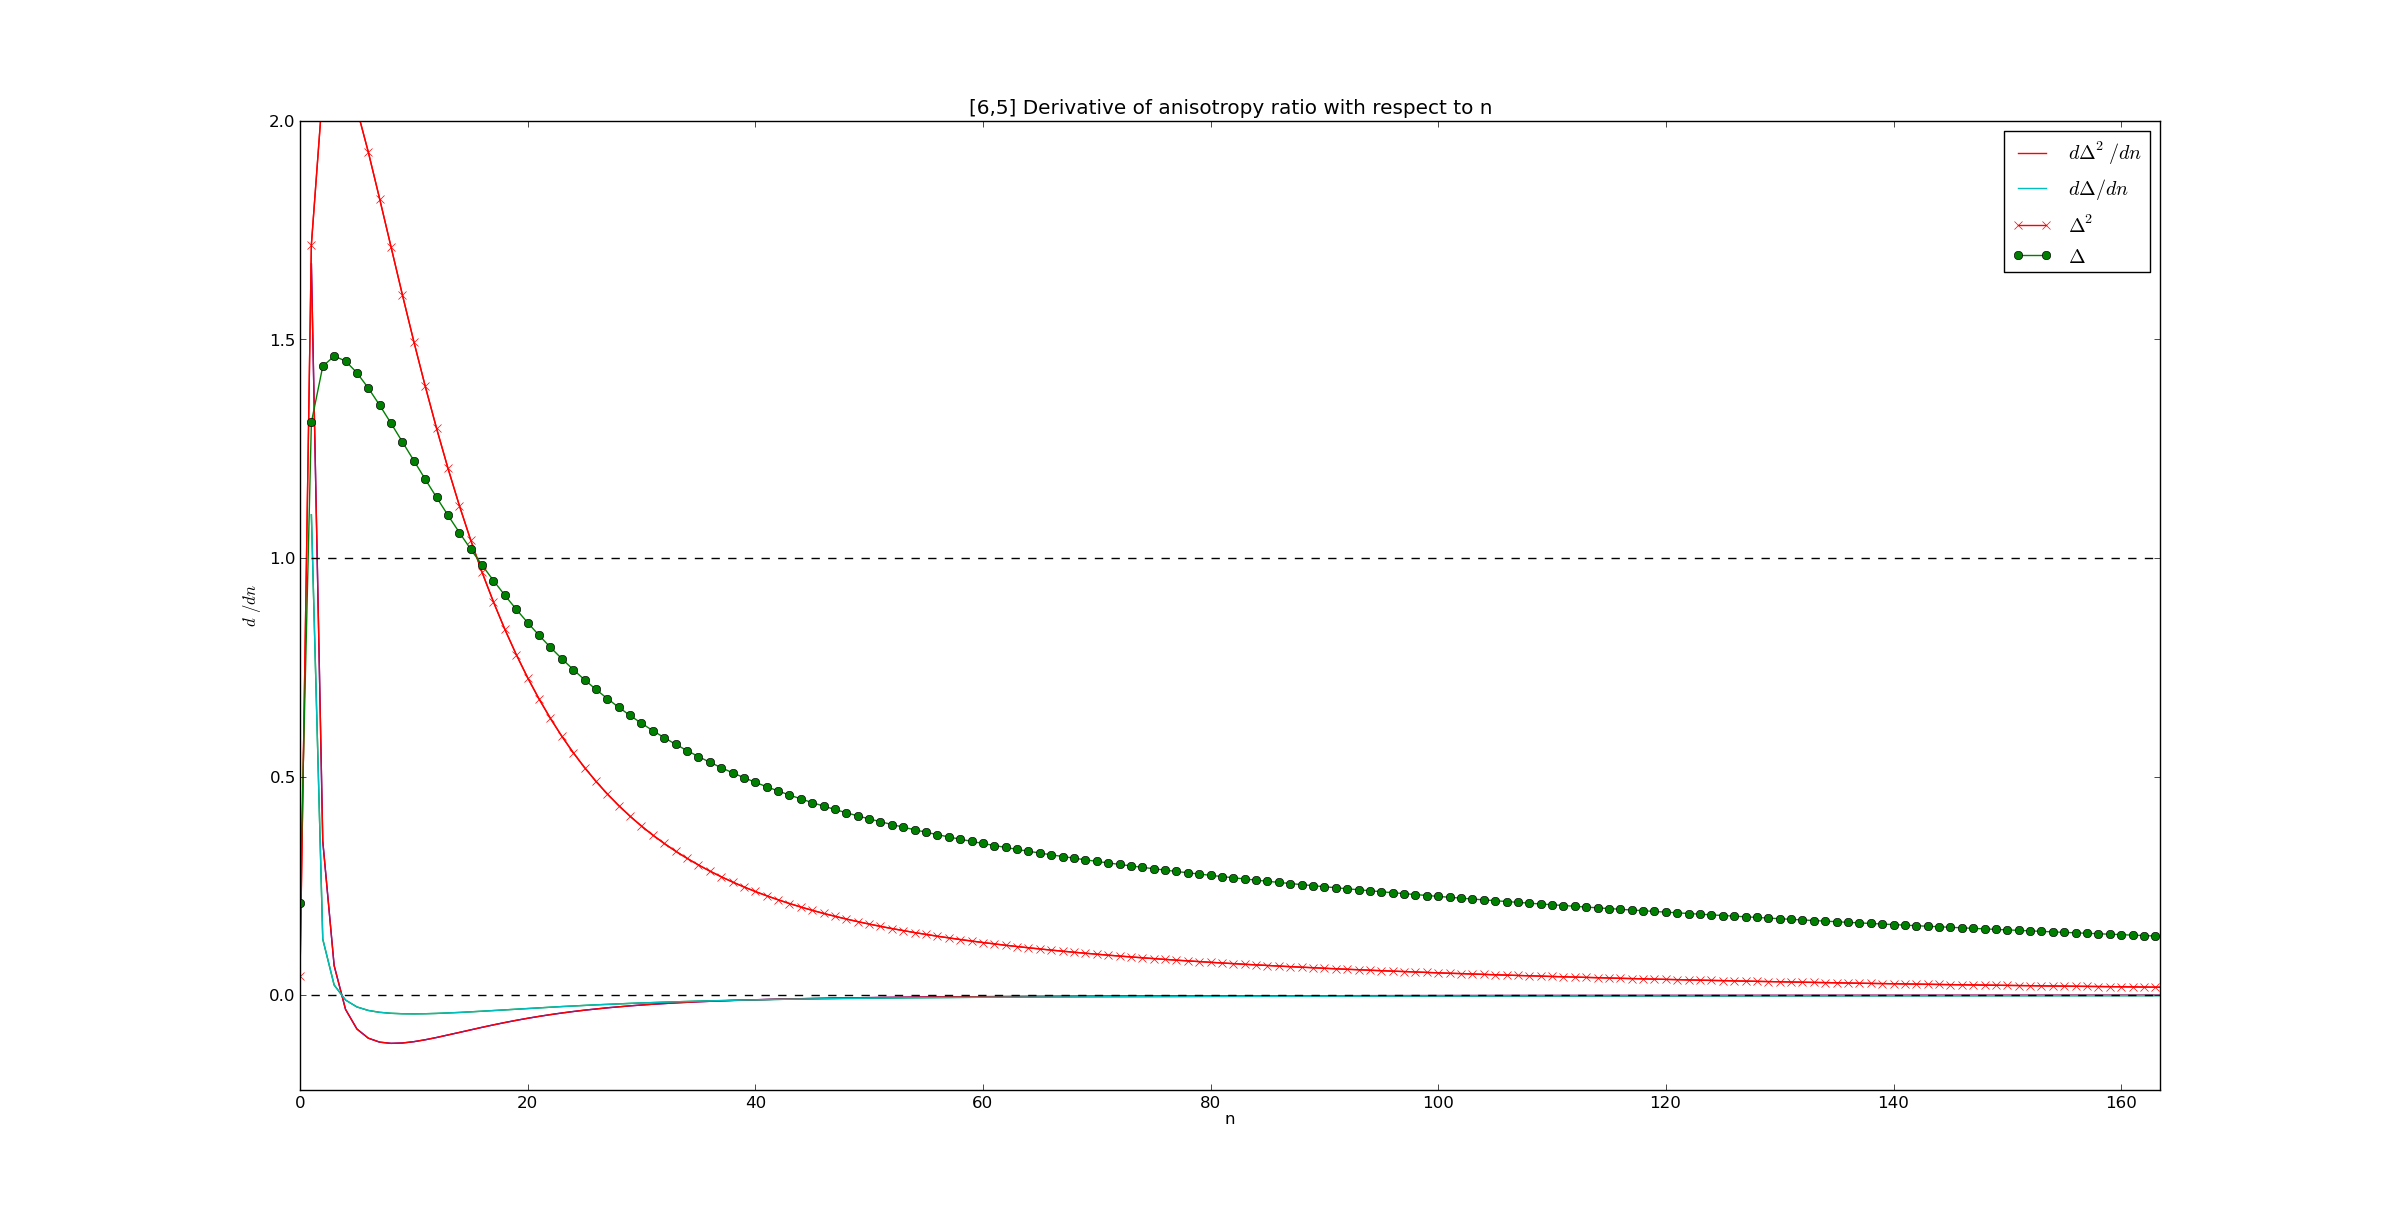 [6,5] Derivative of anisotropy ratio with respect to n
2.0
1.5
1.0
0.5
0.0
d /dn
dΔ² /dn
dΔ/dn
Δ²
Δ
0 20 40 60 80 100 120 140 160
n